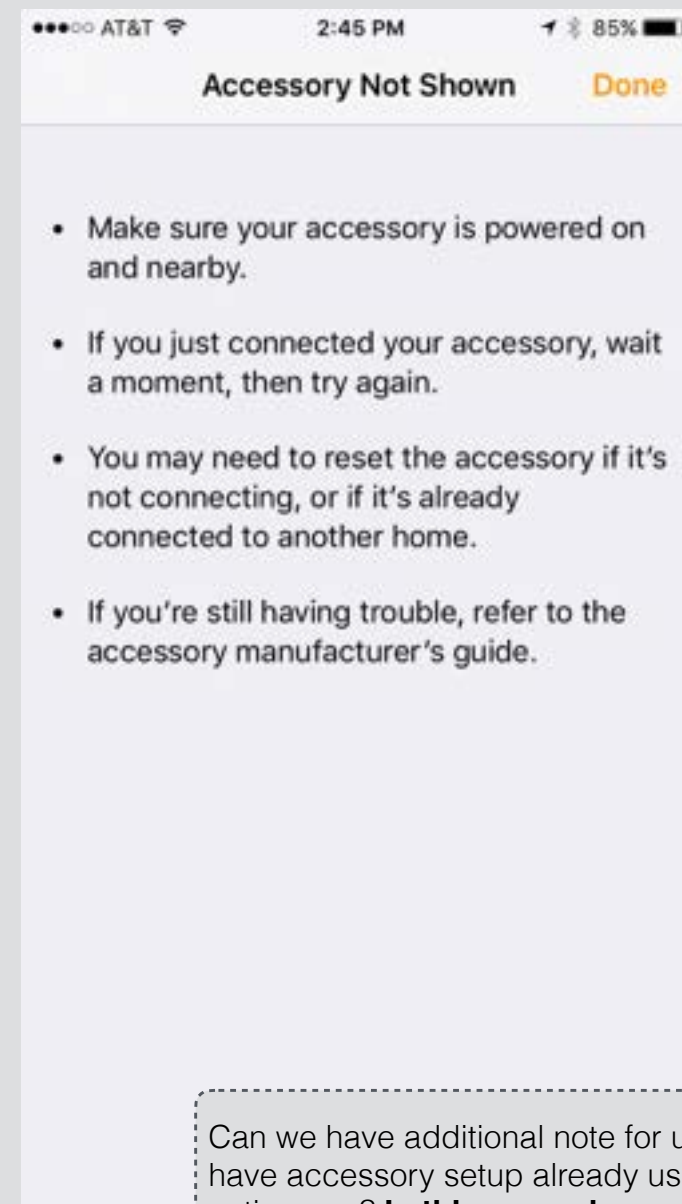 AT&T 2:45 PM 85%
Accessory Not Shown Done
• Make sure your accessory is powered on
and nearby.
• If you just connected your accessory, wait
a moment, then try again.
• You may need to reset the accessory if it's
not connecting, or if it's already
connected to another home.
• If you're still having trouble, refer to the
accessory manufacturer's guide.
Can we have additional note for
have accessory setup already